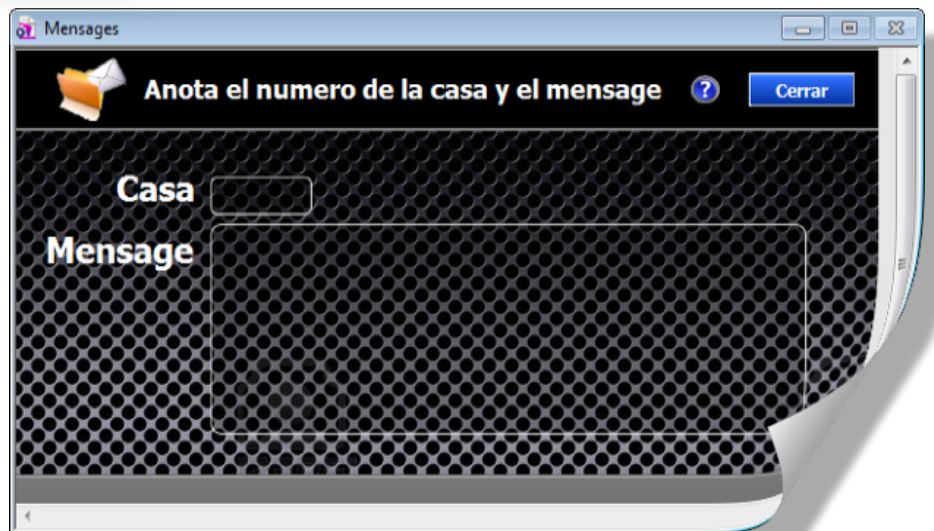 Mensages
Anota el numero de la casa y el mensage ? Cerrar
Casa
Mensage